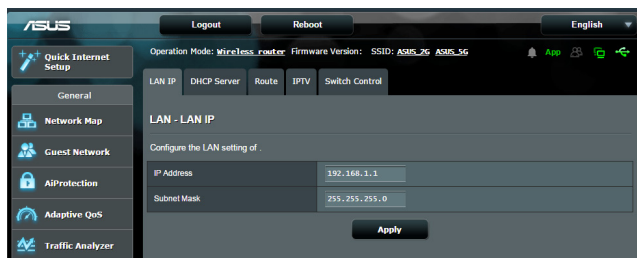 ASUS Logout Reboot English
Quick Internet Setup
Operation Mode: Wireless router Firmware Version: SSID: ASUS_2G ASUS_5G App
LAN IP DHCP Server Route IPTV Switch Control
General
Network Map
Guest Network
AiProtection
Adaptive QoS
Traffic Analyzer
LAN - LAN IP
Configure the LAN setting of .
IP Address 192.168.1.1
Subnet Mask 255.255.255.0
Apply